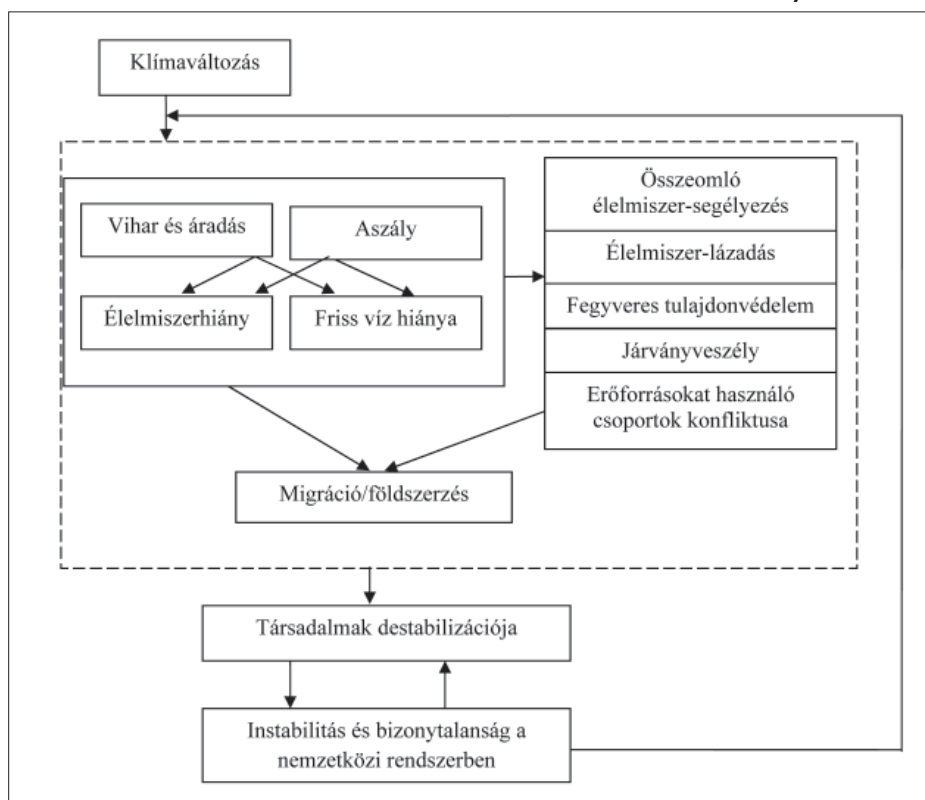 Klímaváltozás
Vihar és áradás
Aszály
Élelmiszerhiány
Friss víz hiánya
Összeomló
élelmiszer-segélyezés
Élelmiszer-lázadás
Fegyveres tulajdonvédelem
Járványveszély
Erőforrásokat használó
csoportok konfliktusa
Migráció/földszerzés
Társadalmak destabilizációja
Instabilitás és bizonytalanság a
nemzetközi rendszerben